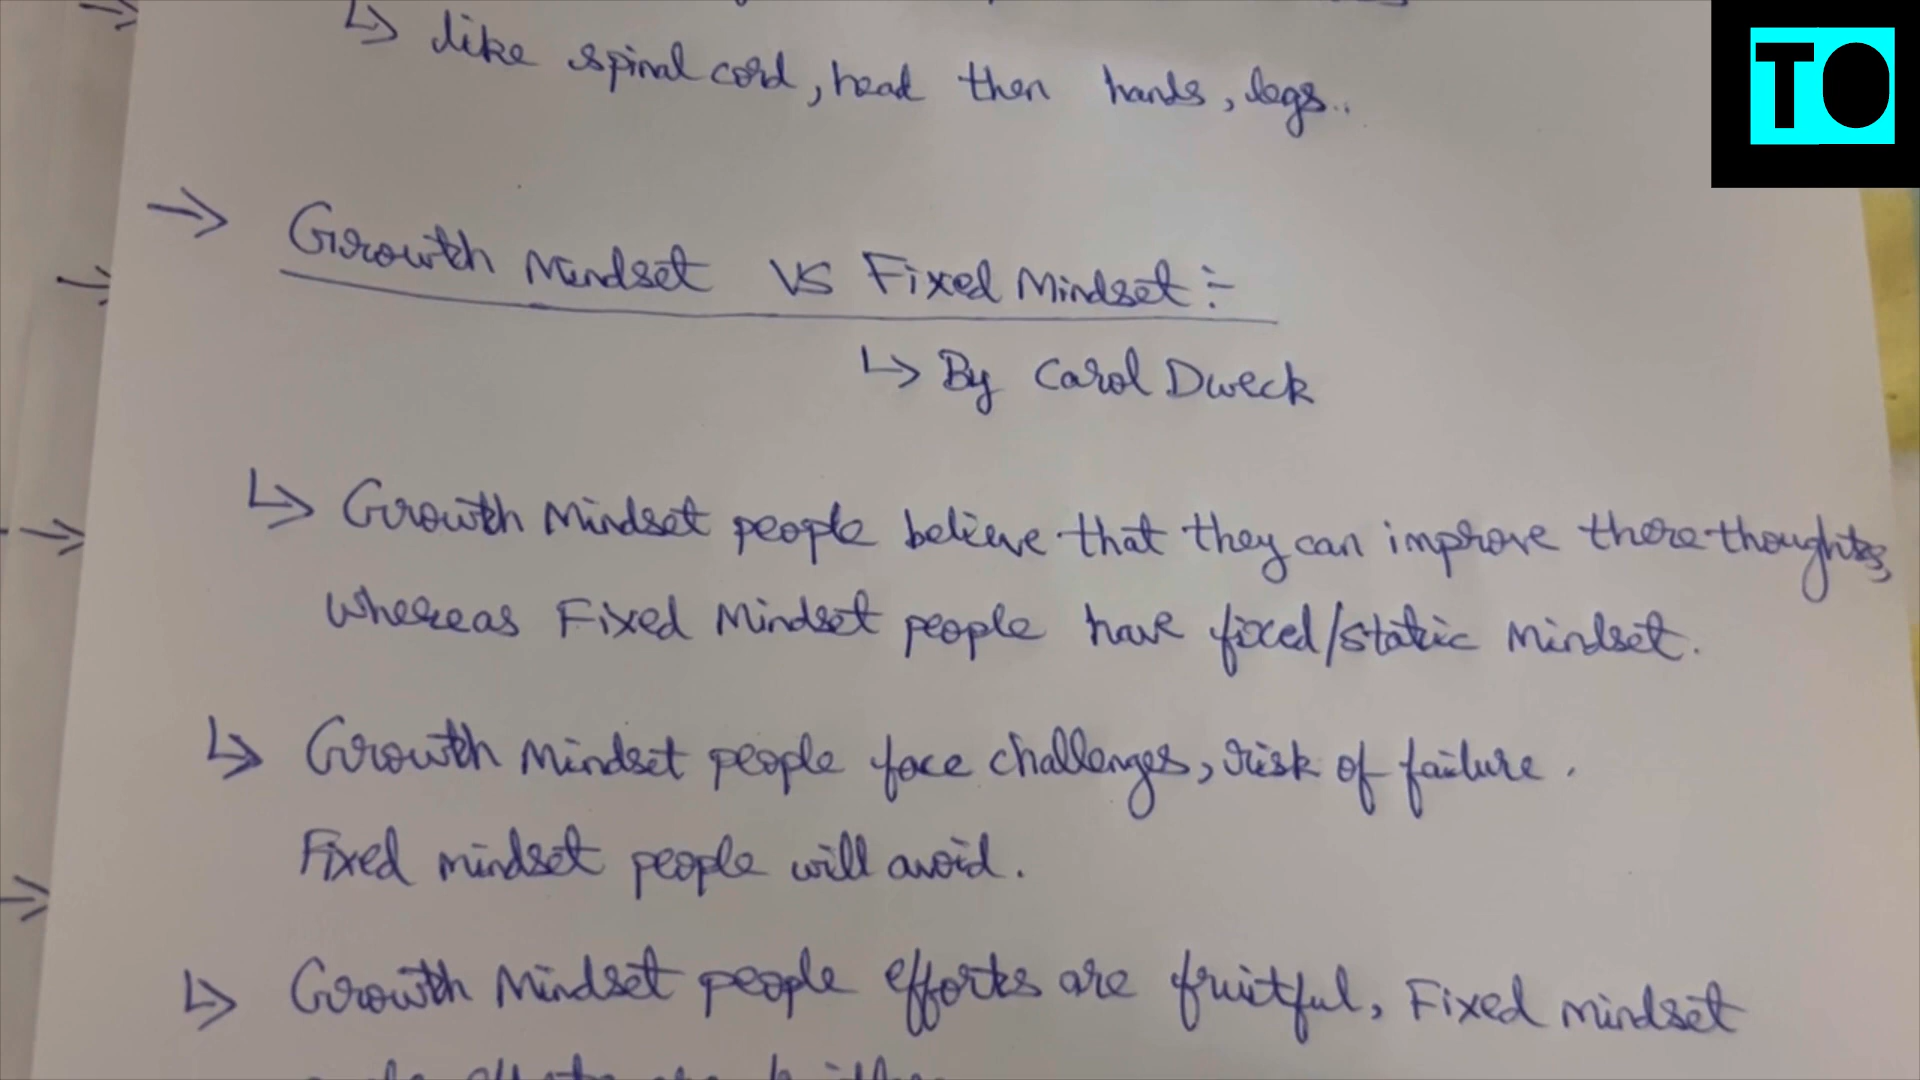 TO
↳ like spinal cord, head then hands, legs..
→ Growth Mindset VS Fixed Mindset :-
↳ By Carol Dweck
↳ Growth Mindset people believe that they can improve there thoughts,
whereas Fixed Mindset people have fixed/static Mindset.
↳ Growth Mindset people face challenges, risk of failure.
Fixed mindset people will avoid.
↳ Growth Mindset people efforts are fruitful, Fixed mindset